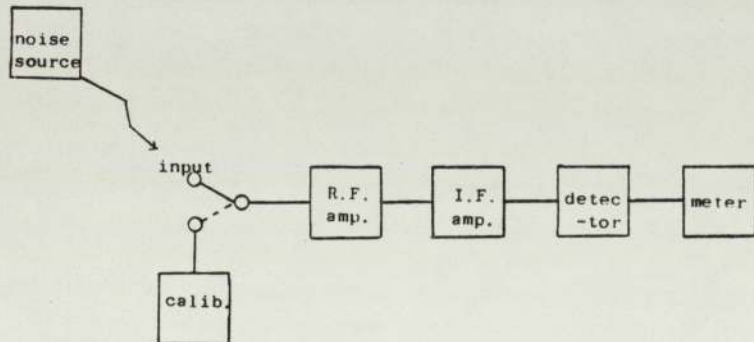 noise
source
input
R.F.
amp.
I.F.
amp.
detec
-tor
meter
calib.